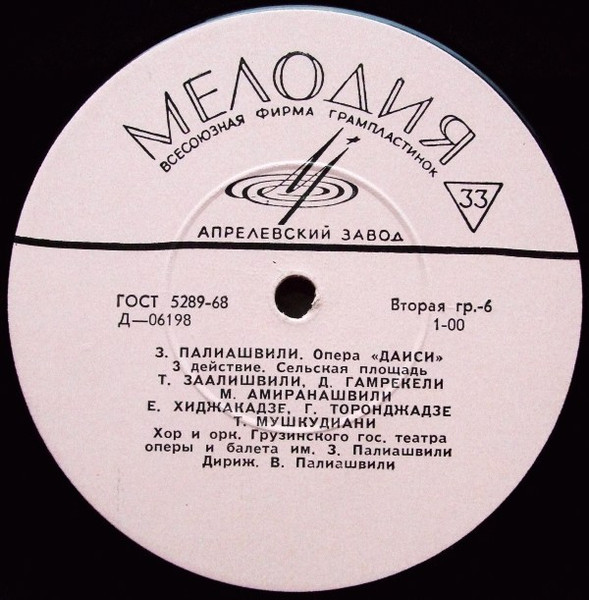 МЕЛОДИЯ
ВСЕСОЮЗНАЯ ФИРМА ГРАМПЛАСТИНОК
33
АПРЕЛЕВСКИЙ ЗАВОД
ГОСТ 5289-68
Вторая гр.-6
Д—06198
1-00
З. ПАЛИАШВИЛИ. Опера «ДАИСИ»
3 действие. Сельская площадь
Т. ЗААЛИШВИЛИ, Д. ГАМРЕКЕЛИ
М. АМИРАНАШВИЛИ
Е. ХИДЖАКАДЗЕ, Г. ТОРОНДЖАДЗЕ
Т. МУШКУДИАНИ
Хор и орк. Грузинского гос. театра
оперы и балета им. З. Палиашвили
Дириж. В. Палиашвили